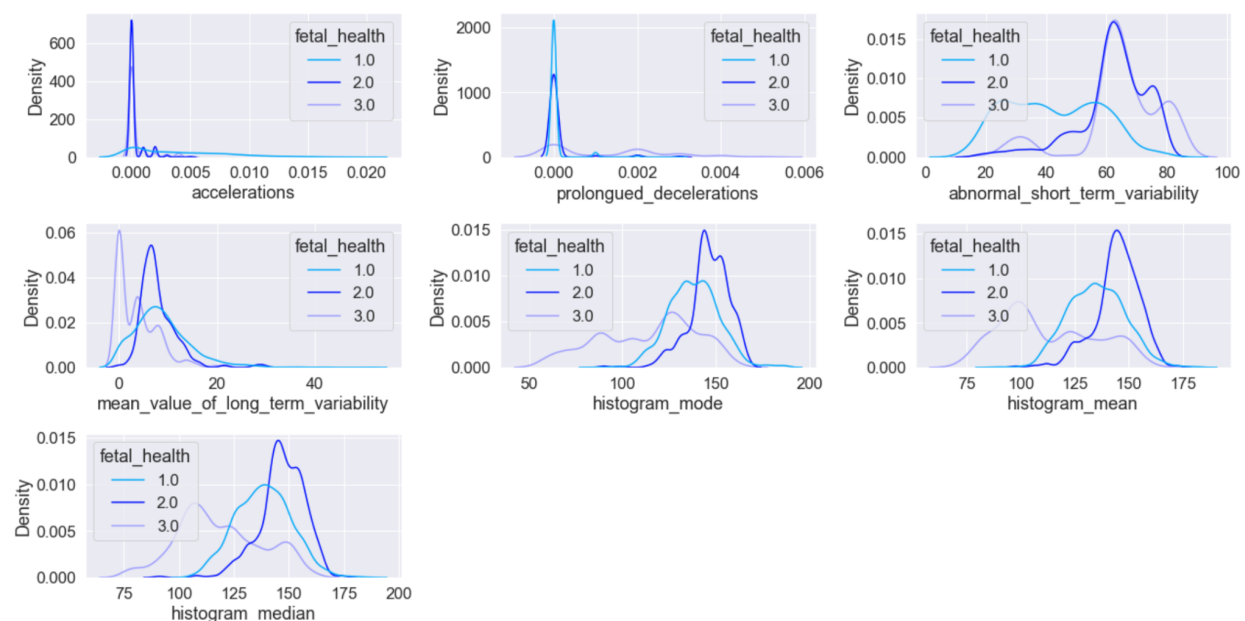 fetal_health
1.0
2.0
3.0
Density
600
400
200
0
0.000 0.005 0.010 0.015 0.020
accelerations
fetal_health
1.0
2.0
3.0
Density
2000
1000
0
0.000 0.002 0.004 0.006
prolongued_decelerations
fetal_health
1.0
2.0
3.0
Density
0.015
0.010
0.005
0.000
0 20 40 60 80 100
abnormal_short_term_variability
fetal_health
1.0
2.0
3.0
Density
0.06
0.04
0.02
0.00
0 20 40
mean_value_of_long_term_variability
fetal_health
1.0
2.0
3.0
Density
0.015
0.010
0.005
0.000
50 100 150 200
histogram_mode
fetal_health
1.0
2.0
3.0
Density
0.015
0.010
0.005
0.000
75 100 125 150 175
histogram_mean
fetal_health
1.0
2.0
3.0
Density
0.015
0.010
0.005
0.000
75 100 125 150 175 200
histogram_median